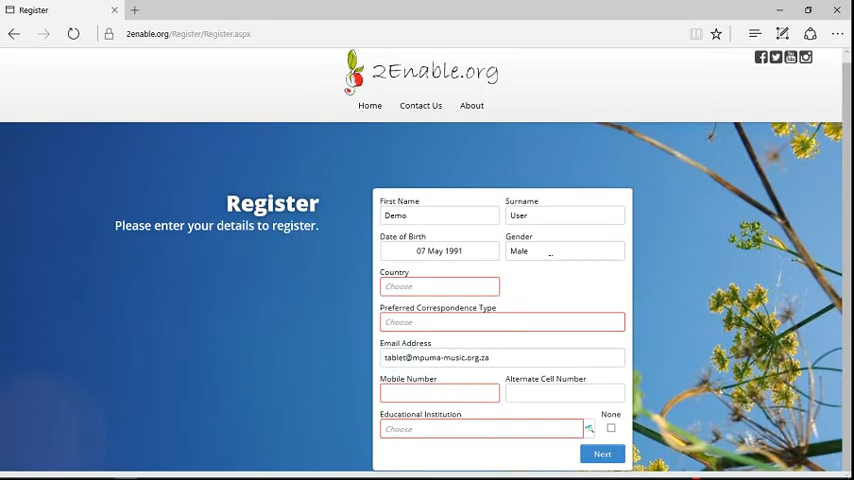 Register
2enable.org/Register/Register.aspx
2Enable.org
Home Contact Us About
Register
Please enter your details to register.
First Name Surname
Demo User
Date of Birth Gender
07 May 1991 Male
Country
Choose
Preferred Correspondence Type
Choose
Email Address
tablet@mpuma-music.org.za
Mobile Number Alternate Cell Number
Educational Institution None
Choose
Next